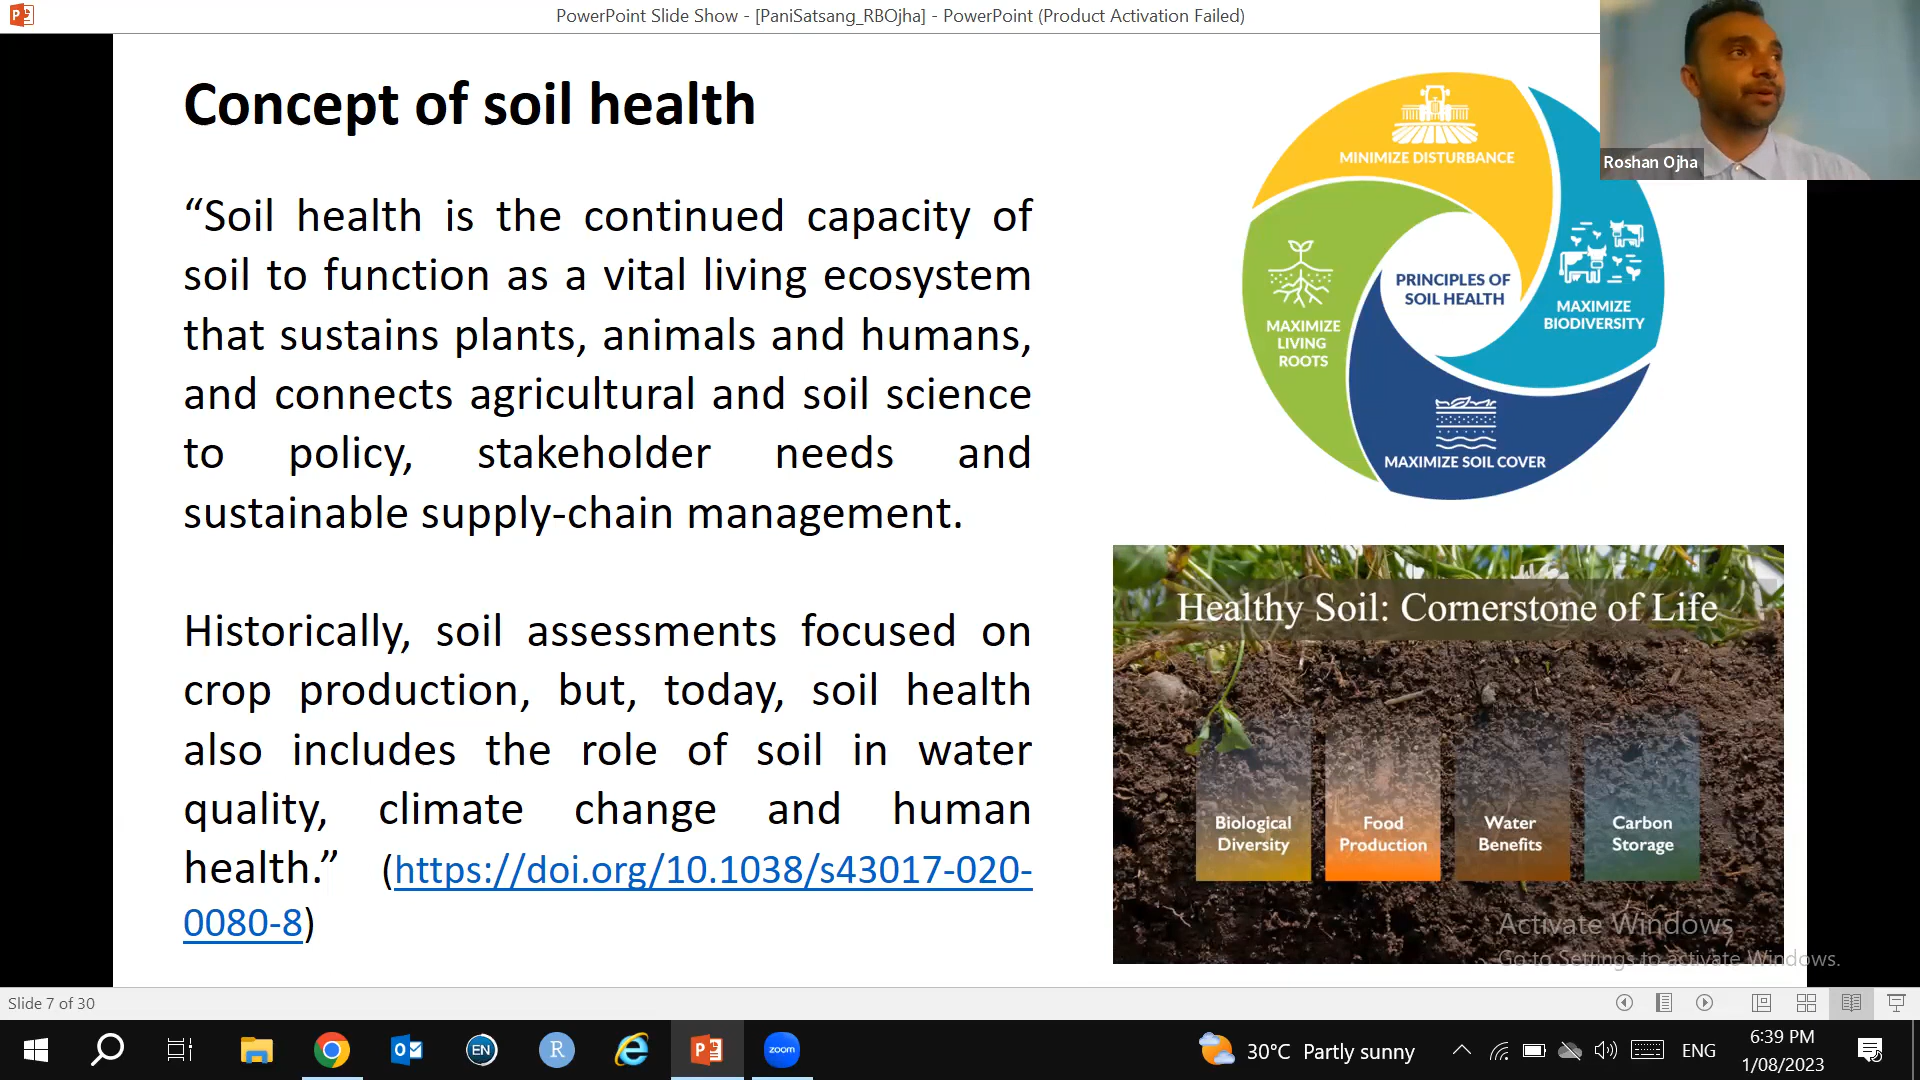 PowerPoint Slide Show - [PaniSatsang_RBOjha] - PowerPoint (Product Activation Failed)
Roshan Ojha
Concept of soil health
“Soil health is the continued capacity of
soil to function as a vital living ecosystem
that sustains plants, animals and humans,
and connects agricultural and soil science
to policy, stakeholder needs and
sustainable supply-chain management.
Historically, soil assessments focused on
crop production, but, today, soil health
also includes the role of soil in water
quality, climate change and human
health.” (https://doi.org/10.1038/s43017-020-
0080-8)
MINIMIZE DISTURBANCE
PRINCIPLES OF
SOIL HEALTH
MAXIMIZE
BIODIVERSITY
MAXIMIZE
LIVING
ROOTS
MAXIMIZE SOIL COVER
Healthy Soil: Cornerstone of Life
Biological
Diversity
Food
Production
Water
Benefits
Carbon
Storage
Activate Windows
Go to Settings to activate Windows.
Slide 7 of 30
EN
R
zoom
30°C Partly sunny
ENG
6:39 PM
1/08/2023